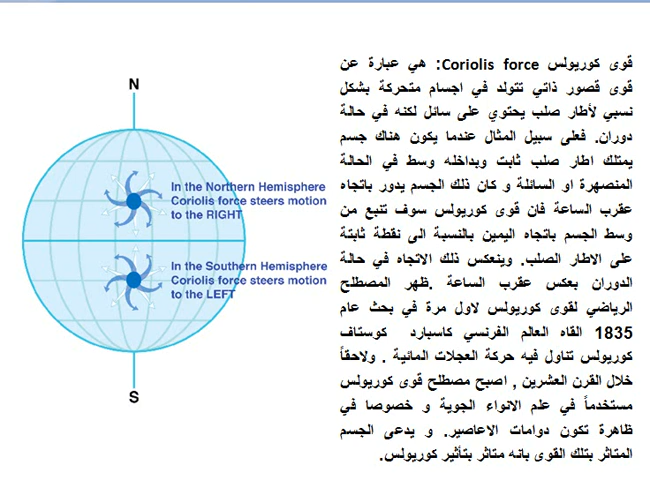 قوى كوريولس Coriolis force: هي عبارة عن
قوى قصور ذاتي تتولد في اجسام متحركة بشكل
نسبي لأطار صلب يحتوي على سائل لكنه في حالة
دوران. فعلى سبيل المثال عندما يكون هناك جسم
يمتلك اطار صلب ثابت وبداخله وسط في الحالة
المنصهرة او السائلة و كان ذلك الجسم يدور باتجاه
عقرب الساعة فان قوى كوريولس سوف تنبع من
وسط الجسم باتجاه اليمين بالنسبة الى نقطة ثابتة
على الاطار الصلب. وينعكس ذلك الاتجاه في حالة
الدوران بعكس عقرب الساعة .ظهر المصطلح
الرياضي لقوى كوريولس لاول مرة في بحث عام
1835 القاه العالم الفرنسي كاسبارد كوستاف
كوريولس تناول فيه حركة العجلات المائية . ولاحقاً
خلال القرن العشرين , اصبح مصطلح قوى كوريولس
مستخدماً في علم الانواء الجوية و خصوصا في
ظاهرة تكون دوامات الاعاصير. و يدعى الجسم
المتاثر بتلك القوى بانه متاثر بتأثير كوريولس.
N
In the Northern Hemisphere
Coriolis force steers motion
to the RIGHT
In the Southern Hemisphere
Coriolis force steers motion
to the LEFT
S